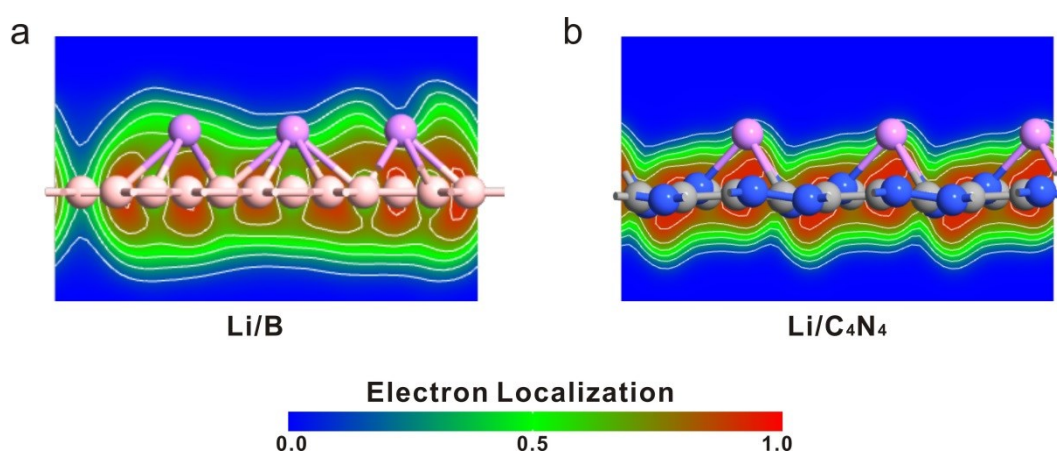 a
b
Li/B
Li/C₄N₄
Electron Localization
0.0 0.5 1.0